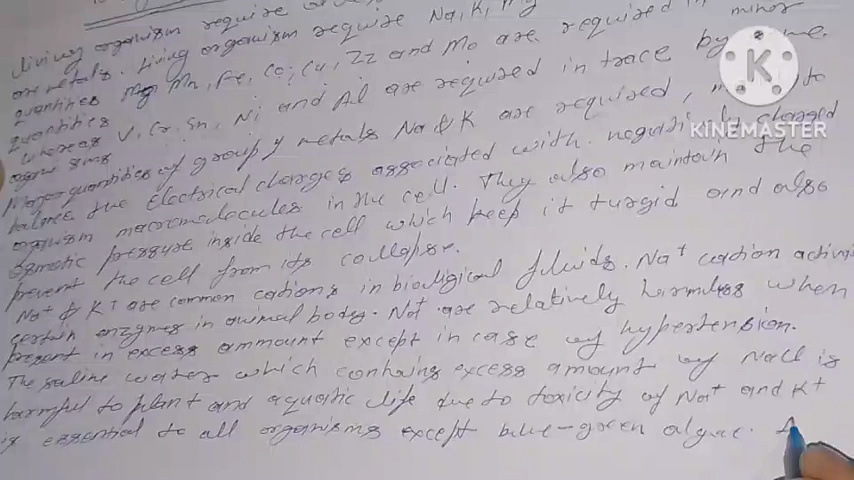 living organism require
are metals. Living organism require Na, K, Mg
quantities Mg Mn, Fe, Co, Cu, Zz and Mo are required in minor
quantities V, Cr, Sn, Ni and Al are required in trace by
whereas
organisms
Major quantities of group y metals Na & K are required, to
balance the electrical charges associated with negatively charged
organism macromolecules in the cell. They also maintain the
osmotic pressure inside the cell which keep it turgid and also
prevent the cell from its collapse.
Na+ & K+ are common cations in biological fluids. Na+ cation activa
certain enzymes in animal body. Na+ are relatively harmless when
present in excess ammount except in case of hypertension.
The saline water which contains excess amount of NaCl is
harmful to plant and aquatic life due to toxicity of Na+ and K+
is essential to all organisms except blue-green algae.
K
KINEMASTER